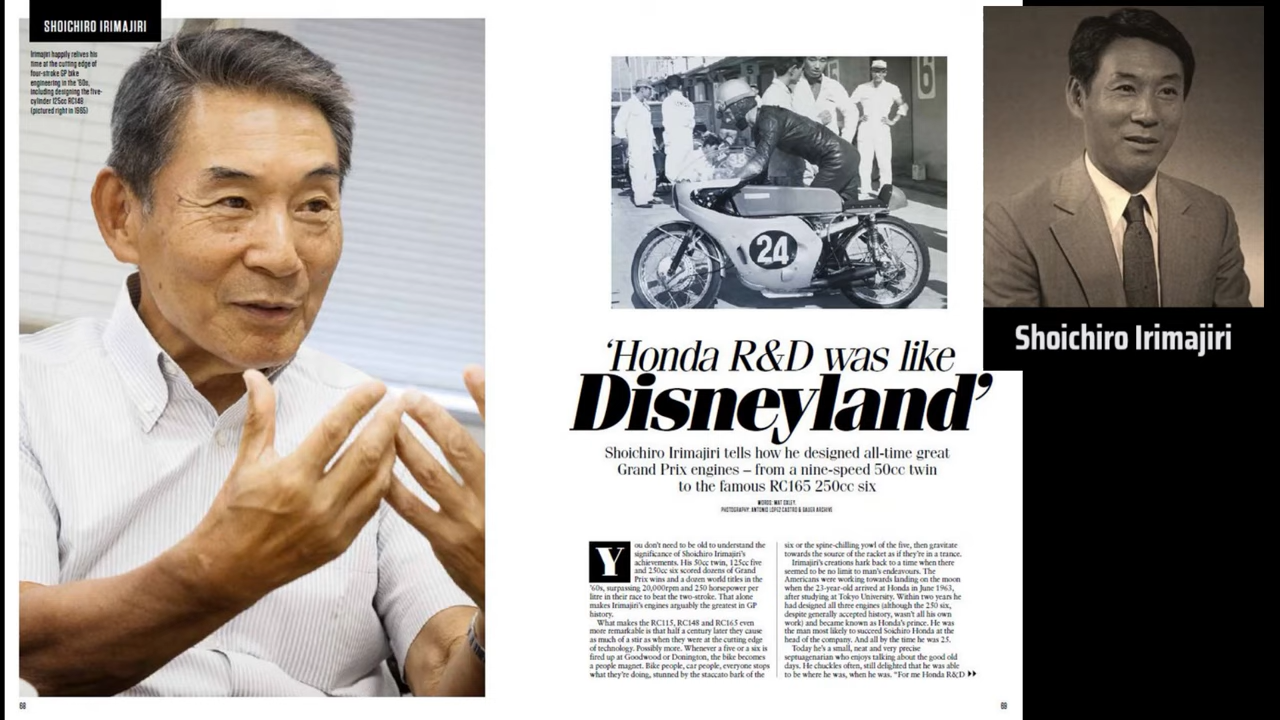 SHOICHIRO IRIMAJIRI
Irimajiri happily relives his
time at the cutting edge of
four-stroke GP bike
engineering in the '60s,
including designing the five-
cylinder 125cc RC148
(pictured right in 1965)
24
6
‘Honda R&D was like
Disneyland’
Shoichiro Irimajiri tells how he designed all-time great
Grand Prix engines – from a nine-speed 50cc twin
to the famous RC165 250cc six
WORDS: MAT OXLEY.
PHOTOGRAPHY: ANTONIO LÓPEZ CASTRO & BAUER ARCHIVE
You don't need to be old to understand the
significance of Shoichiro Irimajiri's
achievements. His 50cc twin, 125cc five
and 250cc six scored dozens of Grand
Prix wins and a dozen world titles in the
'60s, surpassing 20,000rpm and 250 horsepower per
litre in their race to beat the two-stroke. That alone
makes Irimajiri's engines arguably the greatest in GP
history.
What makes the RC115, RC148 and RC165 even
more remarkable is that half a century later they cause
as much of a stir as when they were at the cutting edge
of technology. Possibly more. Whenever a five or a six is
fired up at Goodwood or Donington, the bike becomes
a people magnet. Bike people, car people, everyone stops
what they're doing, stunned by the staccato bark of the
six or the spine-chilling yowl of the five, then gravitate
towards the source of the racket as if they're in a trance.
Irimajiri's creations hark back to a time when there
seemed to be no limit to man's endeavours. The
Americans were working towards landing on the moon
when the 23-year-old arrived at Honda in June 1963,
after studying at Tokyo University. Within two years he
had designed all three engines (although the 250 six,
despite generally accepted history, wasn't all his own
work) and became known as Honda's prince. He was
the man most likely to succeed Soichiro Honda at the
head of the company. And all by the time he was 25.
Today he's a small, neat and very precise
septuagenarian who enjoys talking about the good old
days. He chuckles often, still delighted that he was able
to be where he was, when he was. “For me Honda R&D
68
69
Shoichiro Irimajiri